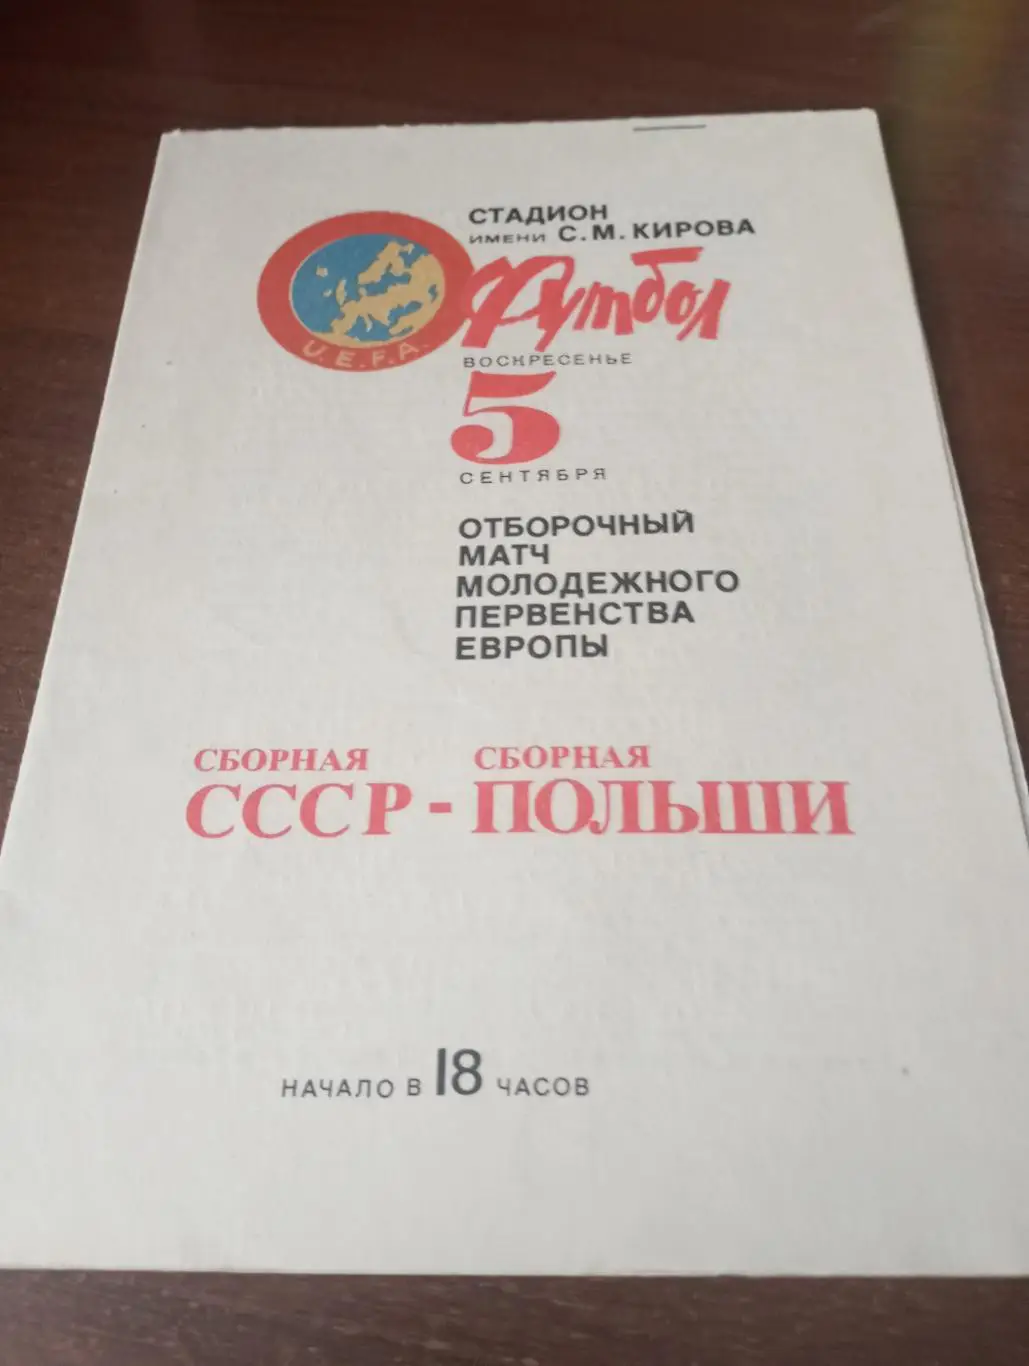 СТАДИОН
ИМЕНИ С.М.КИРОВА
Футбол
U.E.F.A.
ВОСКРЕСЕНЬЕ
5
СЕНТЯБРЯ
ОТБОРОЧНЫЙ
МАТЧ
МОЛОДЕЖНОГО
ПЕРВЕНСТВА
ЕВРОПЫ
СБОРНАЯ СБОРНАЯ
СССР - ПОЛЬШИ
НАЧАЛО В 18 ЧАСОВ